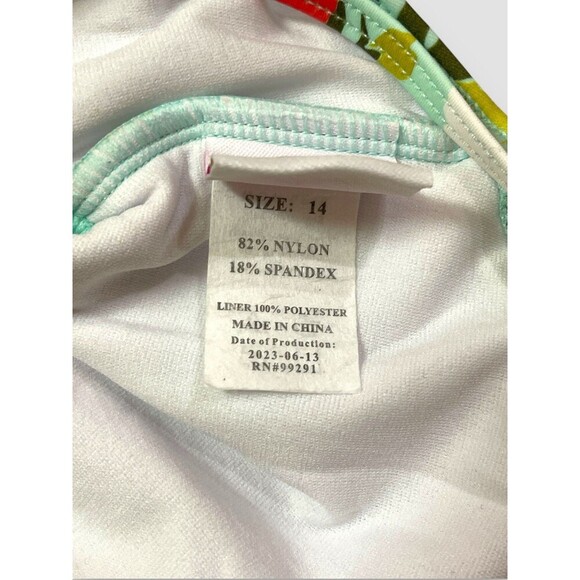 SIZE: 14
82% NYLON
18% SPANDEX
LINER 100% POLYESTER
MADE IN CHINA
Date of Production:
2023-06-13
RN#99291